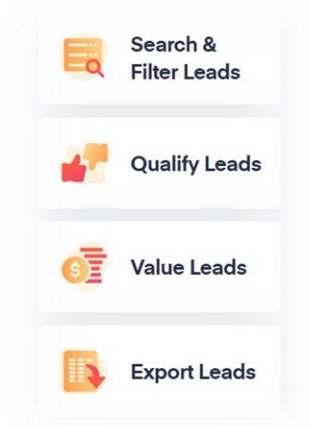 Search &
Filter Leads
Qualify Leads
$
Value Leads
Export Leads